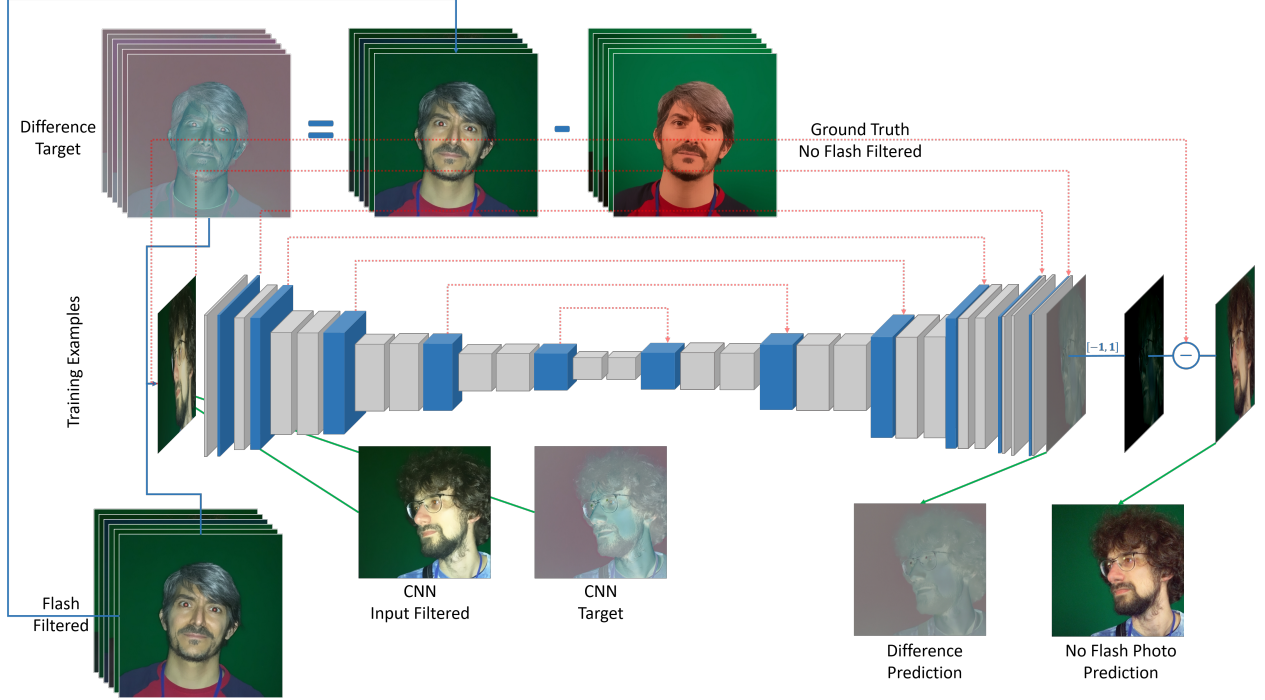 Difference
Target
Ground Truth
No Flash Filtered
Training Examples
[-1,1]
CNN
Input Filtered
CNN
Target
Flash
Filtered
Difference
Prediction
No Flash Photo
Prediction